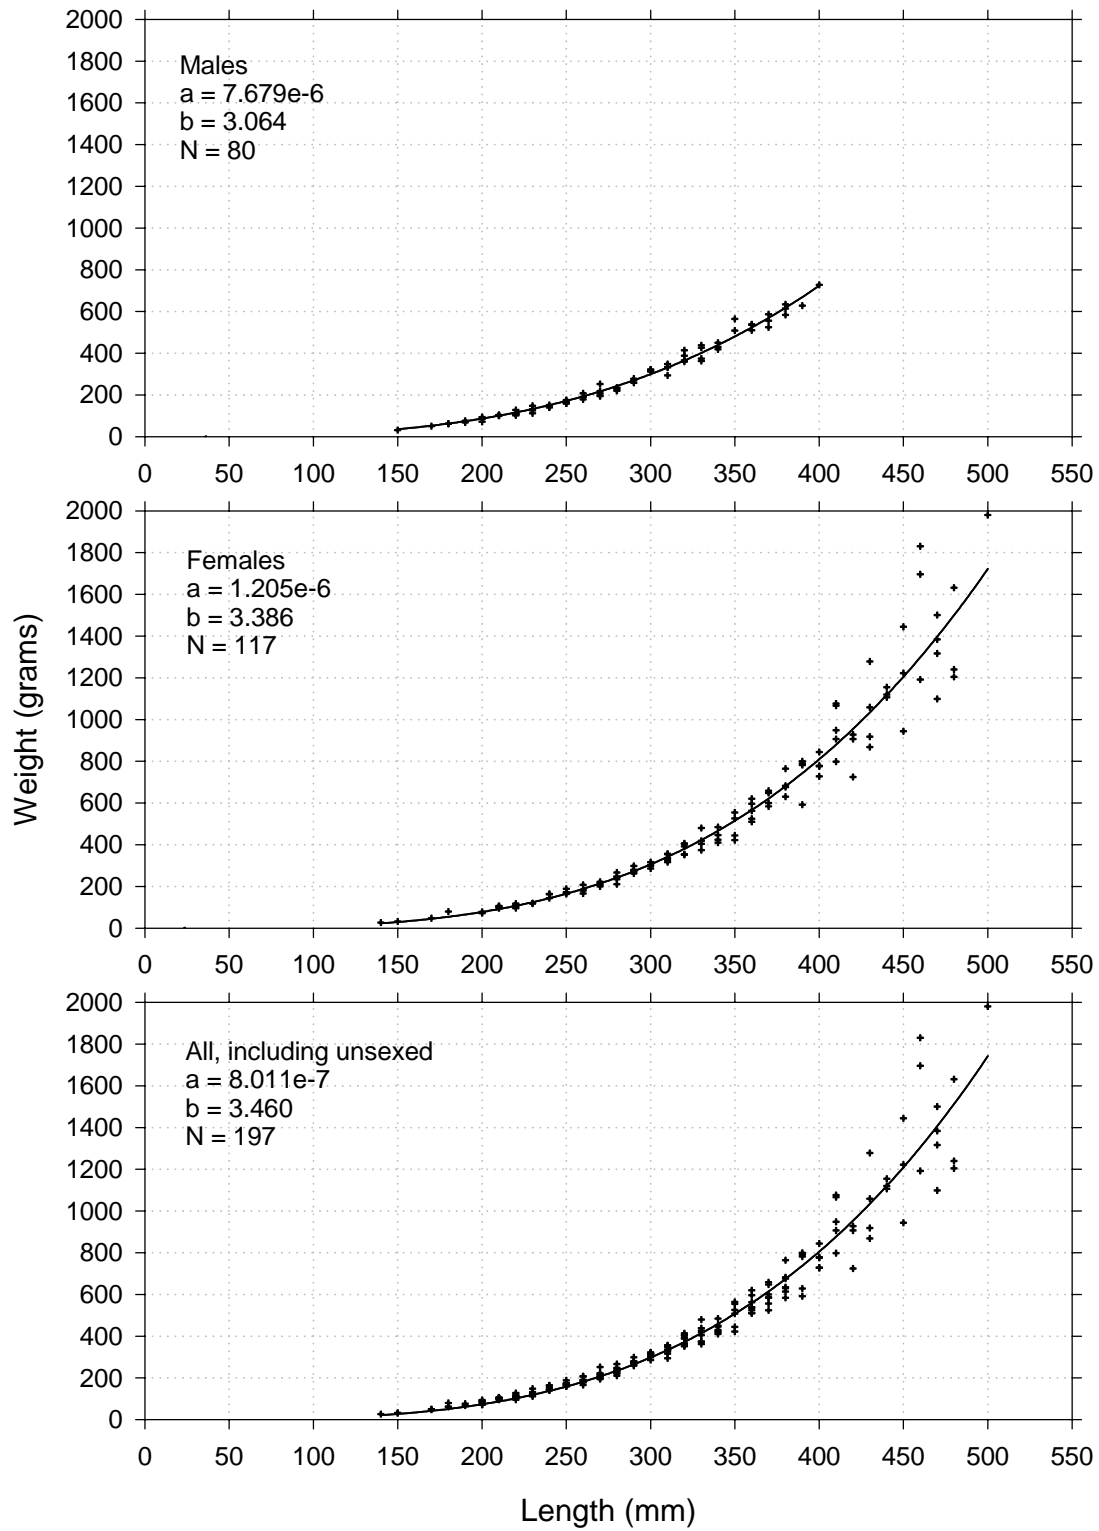 2000
1800
1600
1400
1200
1000
800
600
400
200
0
Males
a = 7.679e-6
b = 3.064
N = 80
0 50 100 150 200 250 300 350 400 450 500 550
2000
1800
1600
1400
1200
1000
800
600
400
200
0
Females
a = 1.205e-6
b = 3.386
N = 117
0 50 100 150 200 250 300 350 400 450 500 550
Weight (grams)
2000
1800
1600
1400
1200
1000
800
600
400
200
0
All, including unsexed
a = 8.011e-7
b = 3.460
N = 197
0 50 100 150 200 250 300 350 400 450 500 550
Length (mm)